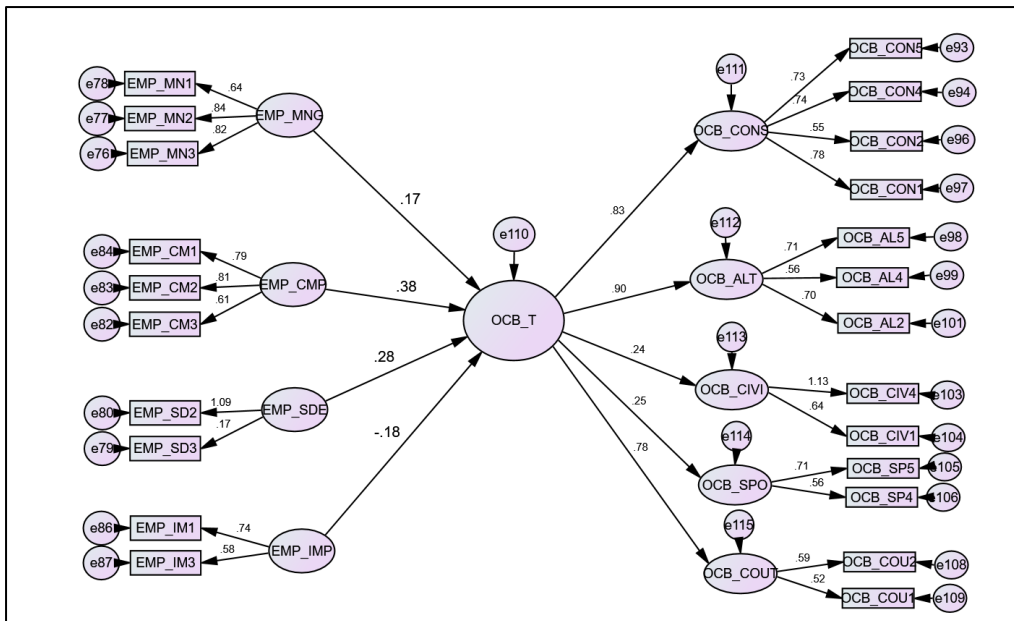 e78
EMP_MN1
.64
e77
EMP_MN2
.84
EMP_MNG
e76
EMP_MN3
.82
.17
e84
EMP_CM1
.79
e83
EMP_CM2
.81
EMP_CMP
e82
EMP_CM3
.61
.38
e80
EMP_SD2
1.09
EMP_SDE
e79
EMP_SD3
.17
.28
e86
EMP_IM1
.74
EMP_IMP
e87
EMP_IM3
.58
-.18
e110
OCB_T
.83
e111
OCB_CONS
.73
OCB_CON5
e93
.74
OCB_CON4
e94
.55
OCB_CON2
e96
.78
OCB_CON1
e97
.90
e112
OCB_ALT
.71
OCB_AL5
e98
.56
OCB_AL4
e99
.70
OCB_AL2
e101
.24
e113
OCB_CIVI
1.13
OCB_CIV4
e103
.64
OCB_CIV1
e104
.25
e114
OCB_SPO
.71
OCB_SP5
e105
.56
OCB_SP4
e106
.78
e115
OCB_COUT
.59
OCB_COU2
e108
.52
OCB_COU1
e109